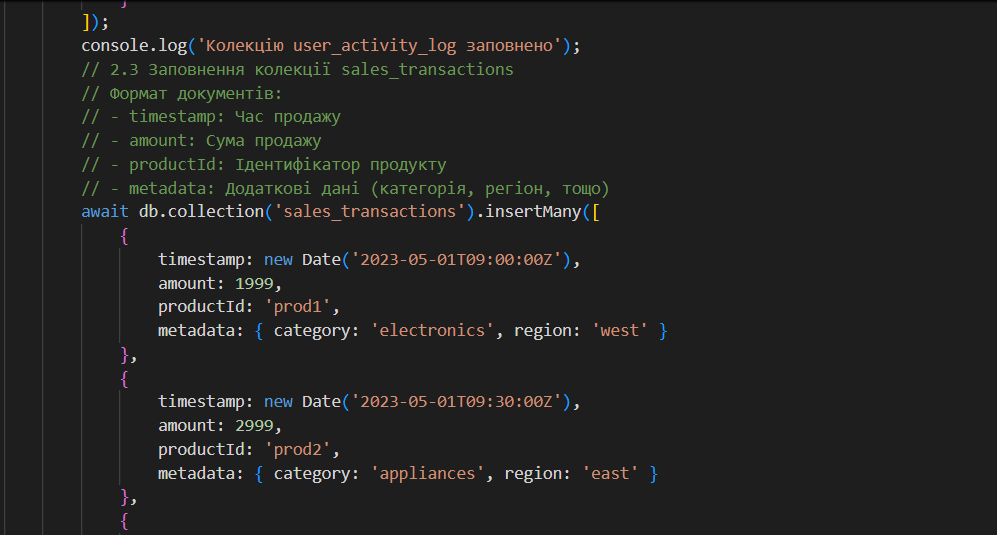 }
]);
console.log('Колекцію user_activity_log заповнено');
// 2.3 Заповнення колекції sales_transactions
// Формат документів:
// - timestamp: Час продажу
// - amount: Сума продажу
// - productId: Ідентифікатор продукту
// - metadata: Додаткові дані (категорія, регіон, тощо)
await db.collection('sales_transactions').insertMany([
{
timestamp: new Date('2023-05-01T09:00:00Z'),
amount: 1999,
productId: 'prod1',
metadata: { category: 'electronics', region: 'west' }
},
{
timestamp: new Date('2023-05-01T09:30:00Z'),
amount: 2999,
productId: 'prod2',
metadata: { category: 'appliances', region: 'east' }
},
{